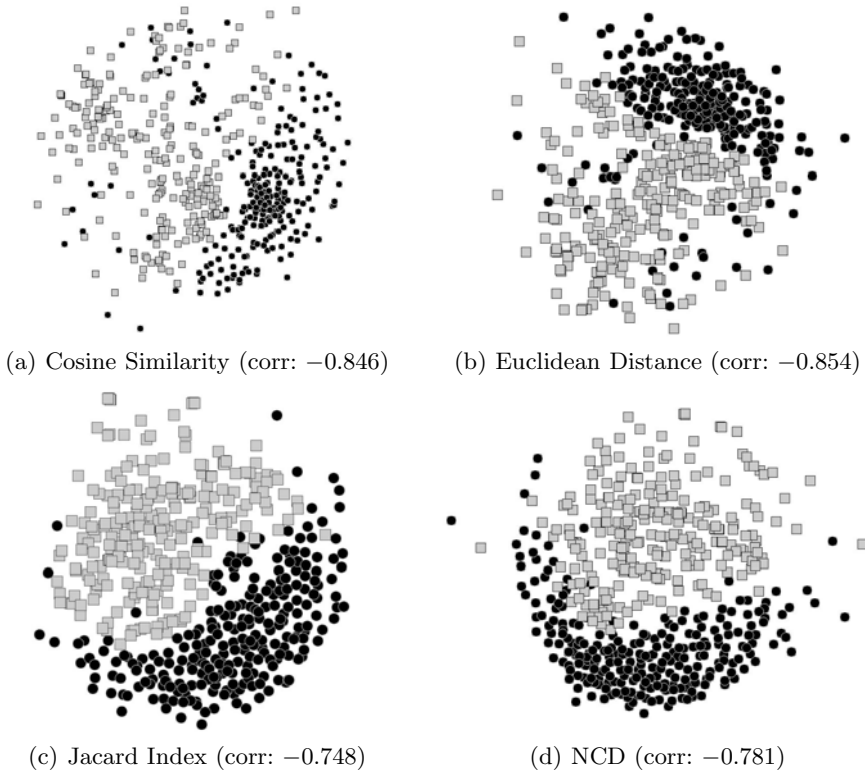 (a) Cosine Similarity (corr: −0.846)
(b) Euclidean Distance (corr: −0.854)
(c) Jacard Index (corr: −0.748)
(d) NCD (corr: −0.781)